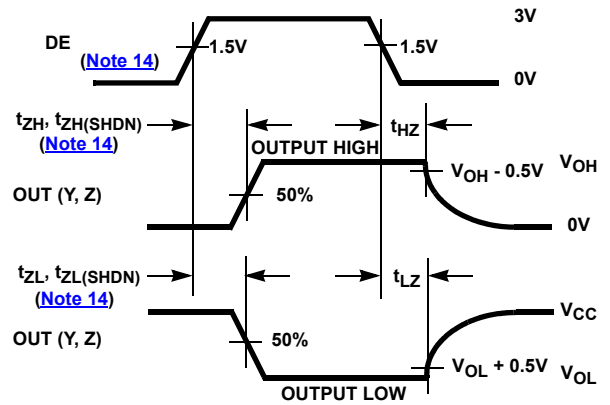 3V
DE
(Note 14)
1.5V
1.5V
0V
tZH, tZH(SHDN)
(Note 14)
tHZ
OUTPUT HIGH
VOH - 0.5V
VOH
OUT (Y, Z)
50%
0V
tZL, tZL(SHDN)
(Note 14)
tLZ
VCC
OUT (Y, Z)
50%
VOL + 0.5V
VOL
OUTPUT LOW